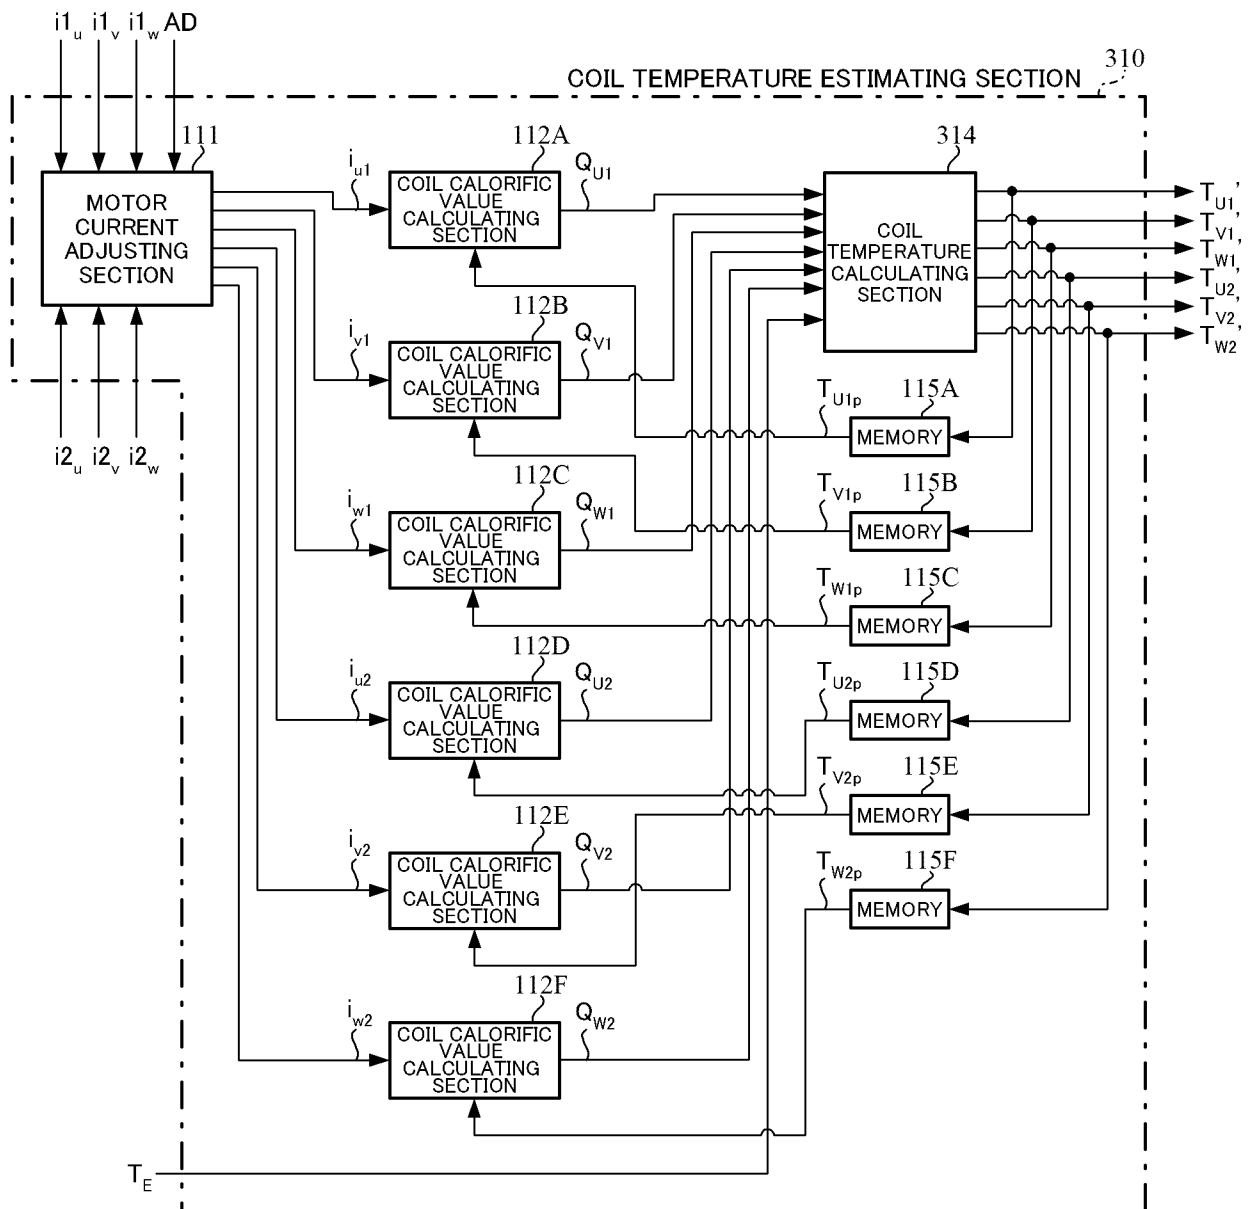 i1u i1v i1w AD
310
COIL TEMPERATURE ESTIMATING SECTION
111
MOTOR
CURRENT
ADJUSTING
SECTION
i2u i2v i2w
iu1
112A
COIL CALORIFIC
VALUE
CALCULATING
SECTION
QU1
314
COIL
TEMPERATURE
CALCULATING
SECTION
TU1'
TV1'
TW1'
TU2'
TV2'
TW2'
iv1
112B
COIL CALORIFIC
VALUE
CALCULATING
SECTION
QV1
TU1p
115A
MEMORY
iw1
112C
COIL CALORIFIC
VALUE
CALCULATING
SECTION
QW1
TV1p
115B
MEMORY
TW1p
115C
MEMORY
iu2
112D
COIL CALORIFIC
VALUE
CALCULATING
SECTION
QU2
TU2p
115D
MEMORY
TV2p
115E
MEMORY
iv2
112E
COIL CALORIFIC
VALUE
CALCULATING
SECTION
QV2
TW2p
115F
MEMORY
iw2
112F
COIL CALORIFIC
VALUE
CALCULATING
SECTION
QW2
TE